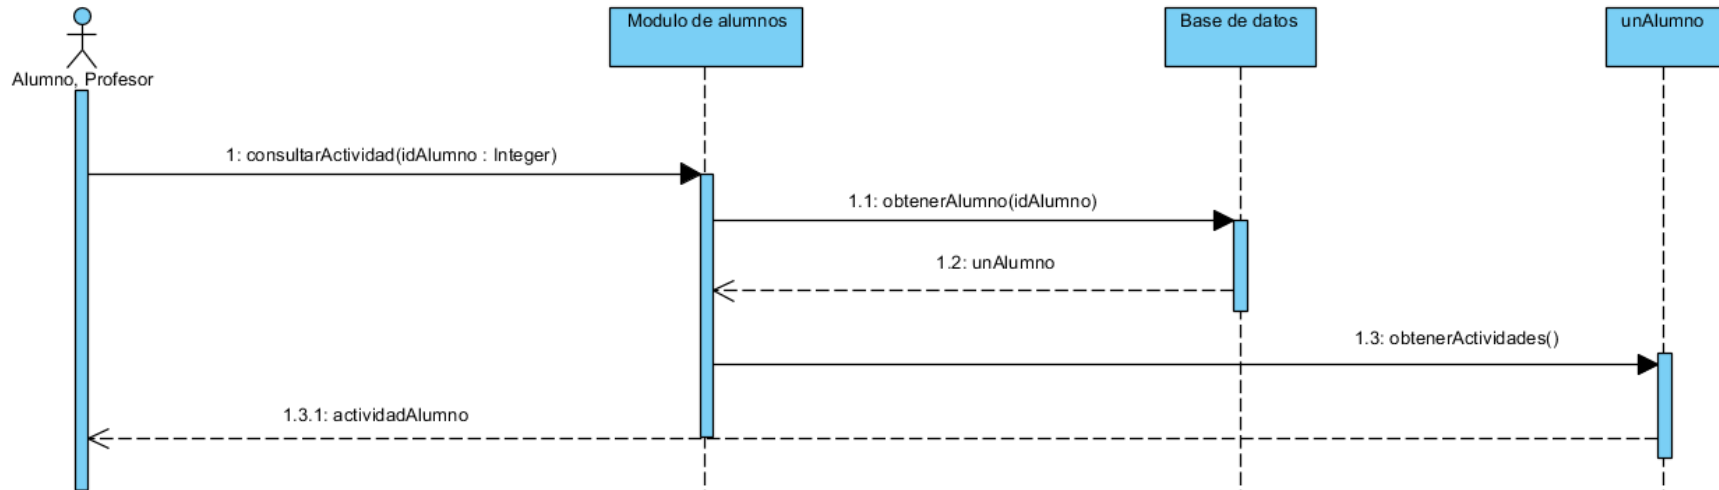 Modulo de alumnos
Base de datos
unAlumno
Alumno, Profesor
1: consultarActividad(idAlumno : Integer)
1.1: obtenerAlumno(idAlumno)
1.2: unAlumno
1.3: obtenerActividades()
1.3.1: actividadAlumno